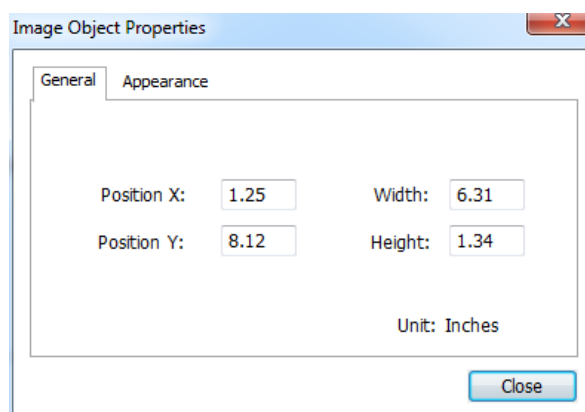 Image Object Properties
General Appearance
Position X: 1.25 Width: 6.31
Position Y: 8.12 Height: 1.34
Unit: Inches
Close